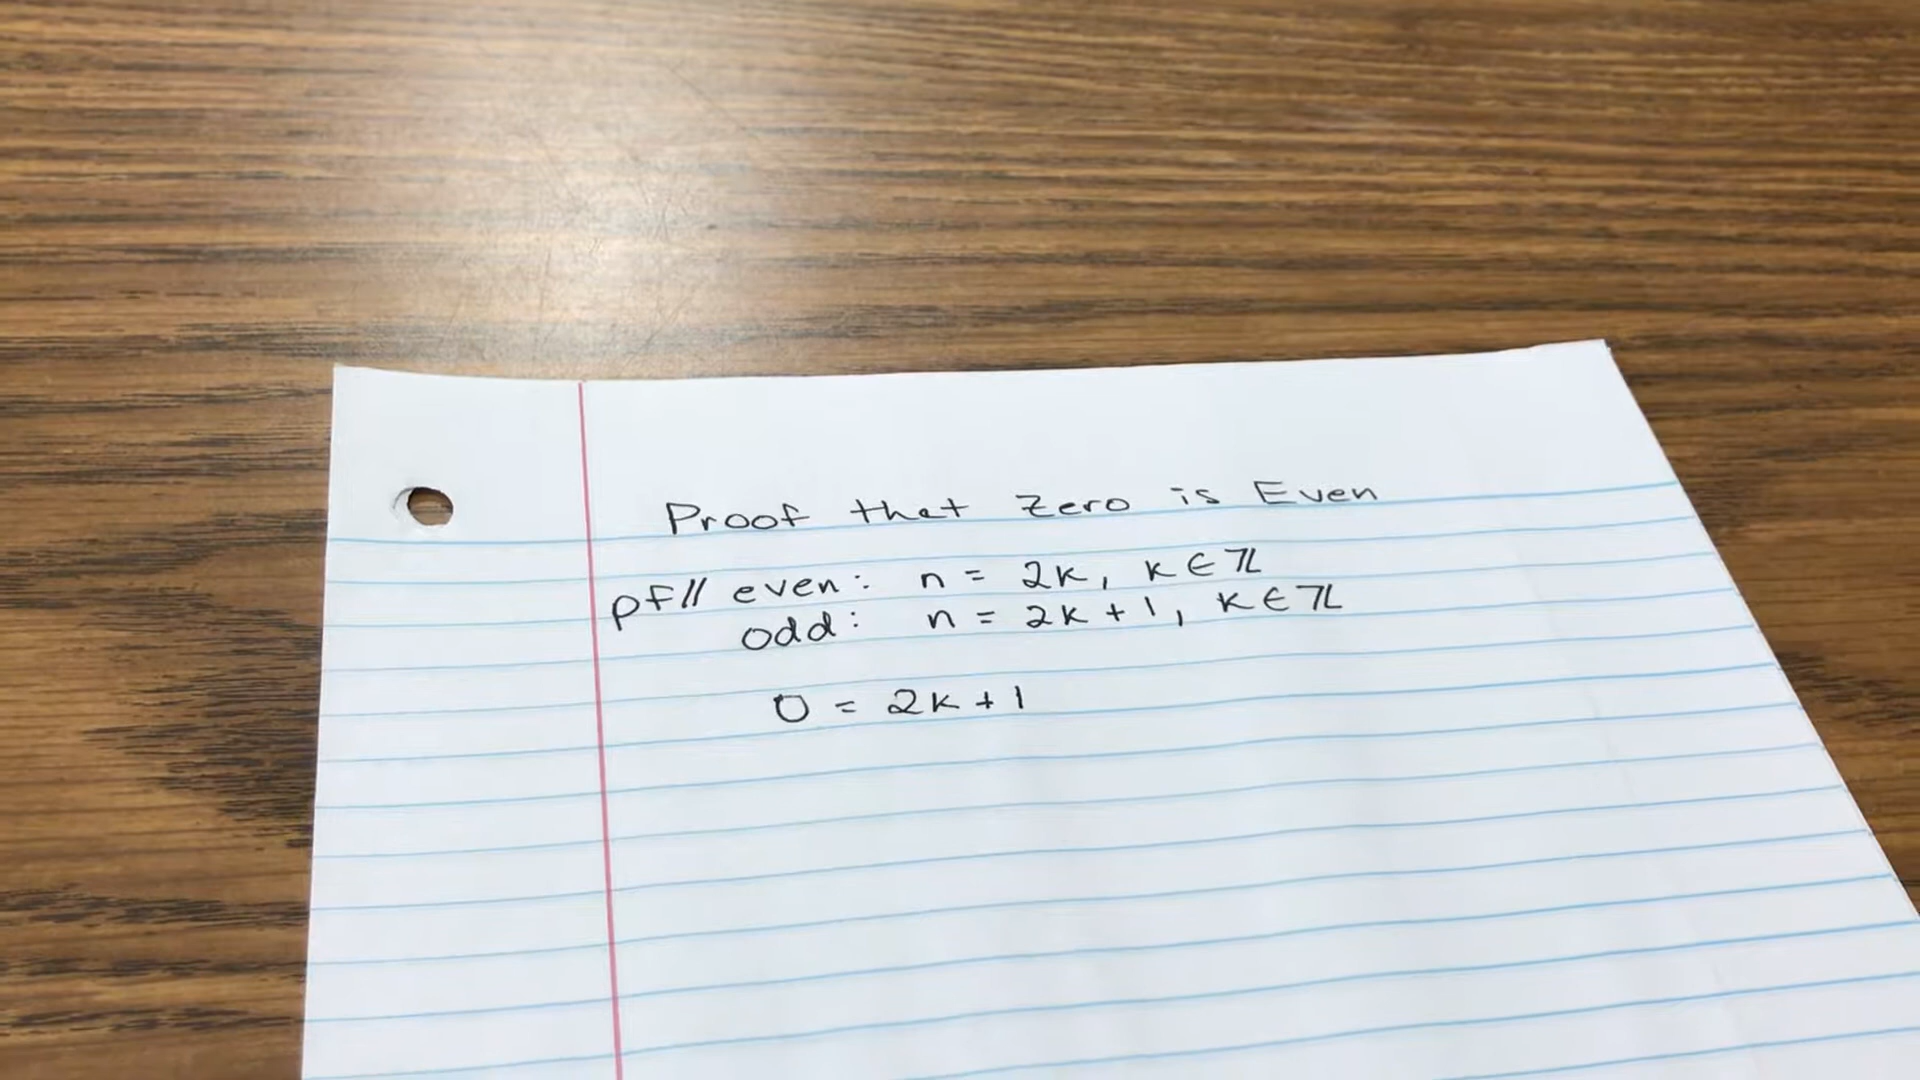 Proof that Zero is Even
pf// even: n = 2k, k ∈ ℤ
odd: n = 2k + 1, k ∈ ℤ
0 = 2k + 1